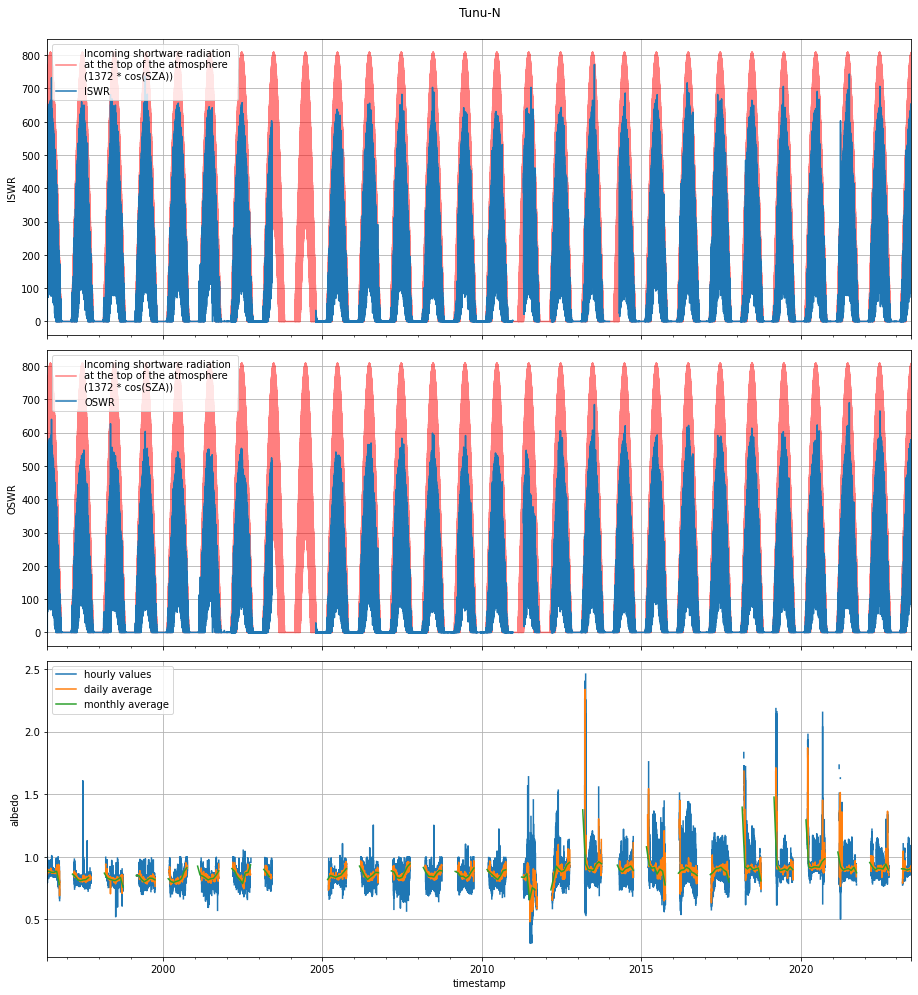 Tunu-N
800
700
600
500
400
300
200
100
0
ISWR
Incoming shortware radiation
at the top of the atmosphere
(1372 * cos(SZA))
ISWR
800
700
600
500
400
300
200
100
0
OSWR
Incoming shortware radiation
at the top of the atmosphere
(1372 * cos(SZA))
OSWR
2.5
2.0
1.5
1.0
0.5
albedo
hourly values
daily average
monthly average
2000
2005
2010
2015
2020
timestamp